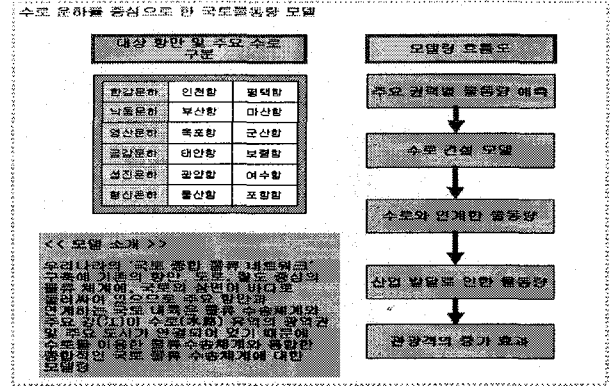 수로 운하를 중심으로 한 국토물동량 모델
대상 항만 및 주요 수로
구분
한강운하 인천항 평택항
낙동운하 부산항 마산항
영산운하 목포항 군산항
금강운하 태안항 보령항
섬진운하 광양항 여수항
형산운하 울산항 포항항
<< 모델 소개 >>
우리나라의 '국토 종합 물류 네트워크'
구축에 기존의 항만, 도로, 철도 중심의
물류 체계에, 국토의 삼면이 바다로
둘러싸여 있으므로 주요 항만과
연계하는 국토 내륙의 물류 수송체계와
주요 강(江)이 수로(水路)
및 주요 도시가 연결되어 있기 때문에
수로를 이용한 물류수송체계와 통합한
종합적인 국토 물류 수송체계에 대한
모델링
모델링 흐름도
주요 권역별 물동량 예측
수로 건설 모델
수로와 연계한 물동량
산업 발달로 인한 물동량
관광객의 증가 효과